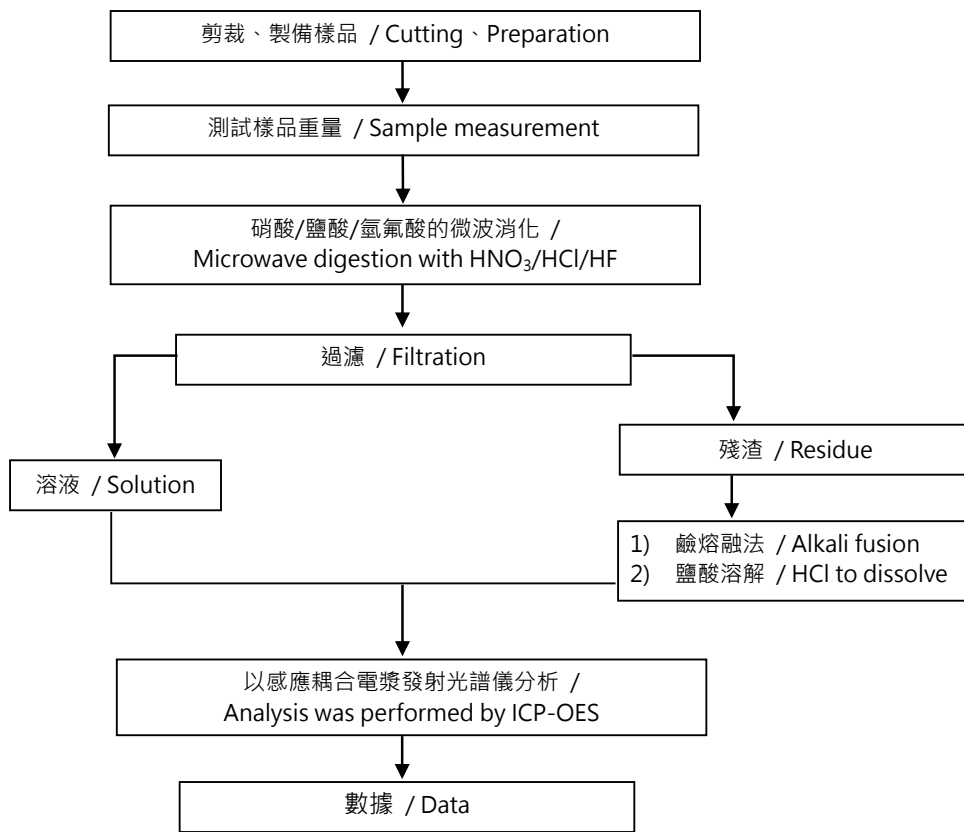 剪裁、製備樣品 / Cutting、Preparation
測試樣品重量 / Sample measurement
硝酸/鹽酸/氫氟酸的微波消化 /
Microwave digestion with HNO₃/HCl/HF
過濾 / Filtration
溶液 / Solution
殘渣 / Residue
1) 鹼熔融法 / Alkali fusion
2) 鹽酸溶解 / HCl to dissolve
以感應耦合電漿發射光譜儀分析 /
Analysis was performed by ICP-OES
數據 / Data